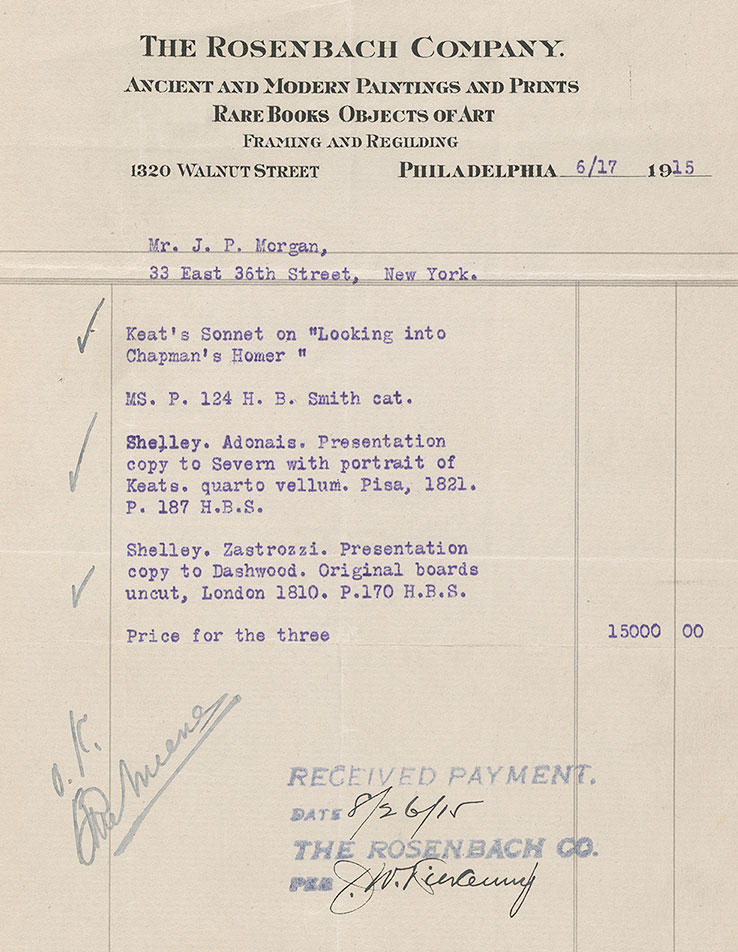 THE ROSENBACH COMPANY.
ANCIENT AND MODERN PAINTINGS AND PRINTS
RARE BOOKS OBJECTS OF ART
FRAMING AND REGILDING
1320 WALNUT STREET PHILADELPHIA 6/17 1915
Mr. J. P. Morgan,
33 East 36th Street, New York.
Keat's Sonnet on "Looking into
Chapman's Homer "
MS. P. 124 H. B. Smith cat.
Shelley. Adonais. Presentation
copy to Severn with portrait of
Keats. quarto vellum. Pisa, 1821.
P. 187 H.B.S.
Shelley. Zastrozzi. Presentation
copy to Dashwood. Original boards
uncut, London 1810. P.170 H.B.S.
Price for the three 15000 00
O.K.
RECEIVED PAYMENT.
DATE 8/26/15
THE ROSENBACH CO.
PER